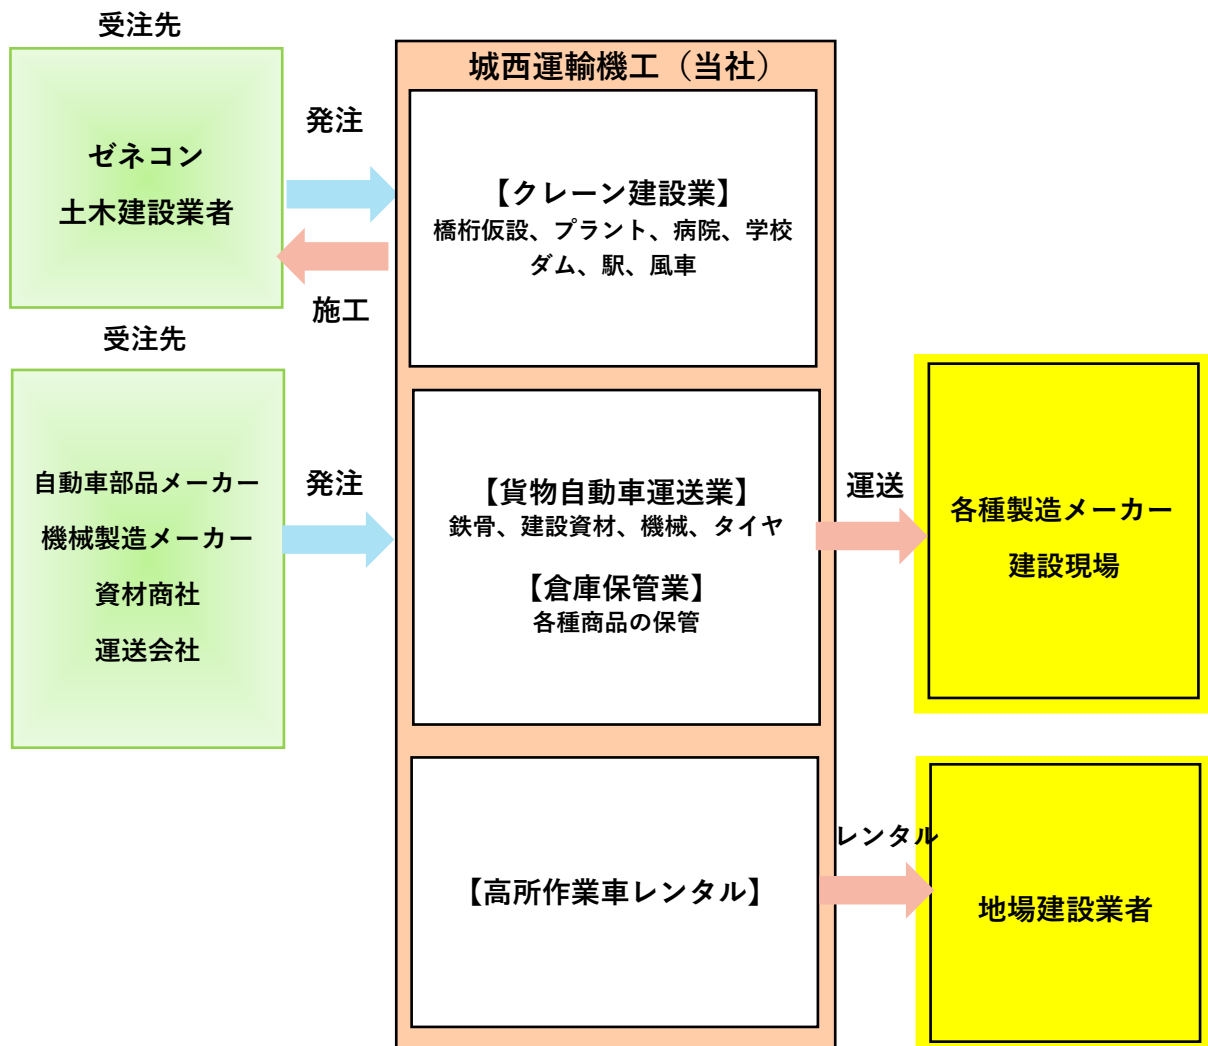 受注先
城西運輸機工（当社）
ゼネコン
土木建設業者
発注
施工
【クレーン建設業】
橋桁仮設、プラント、病院、学校
ダム、駅、風車
受注先
自動車部品メーカー
機械製造メーカー
資材商社
運送会社
発注
【貨物自動車運送業】
鉄骨、建設資材、機械、タイヤ
【倉庫保管業】
各種商品の保管
運送
各種製造メーカー
建設現場
【高所作業車レンタル】
レンタル
地場建設業者